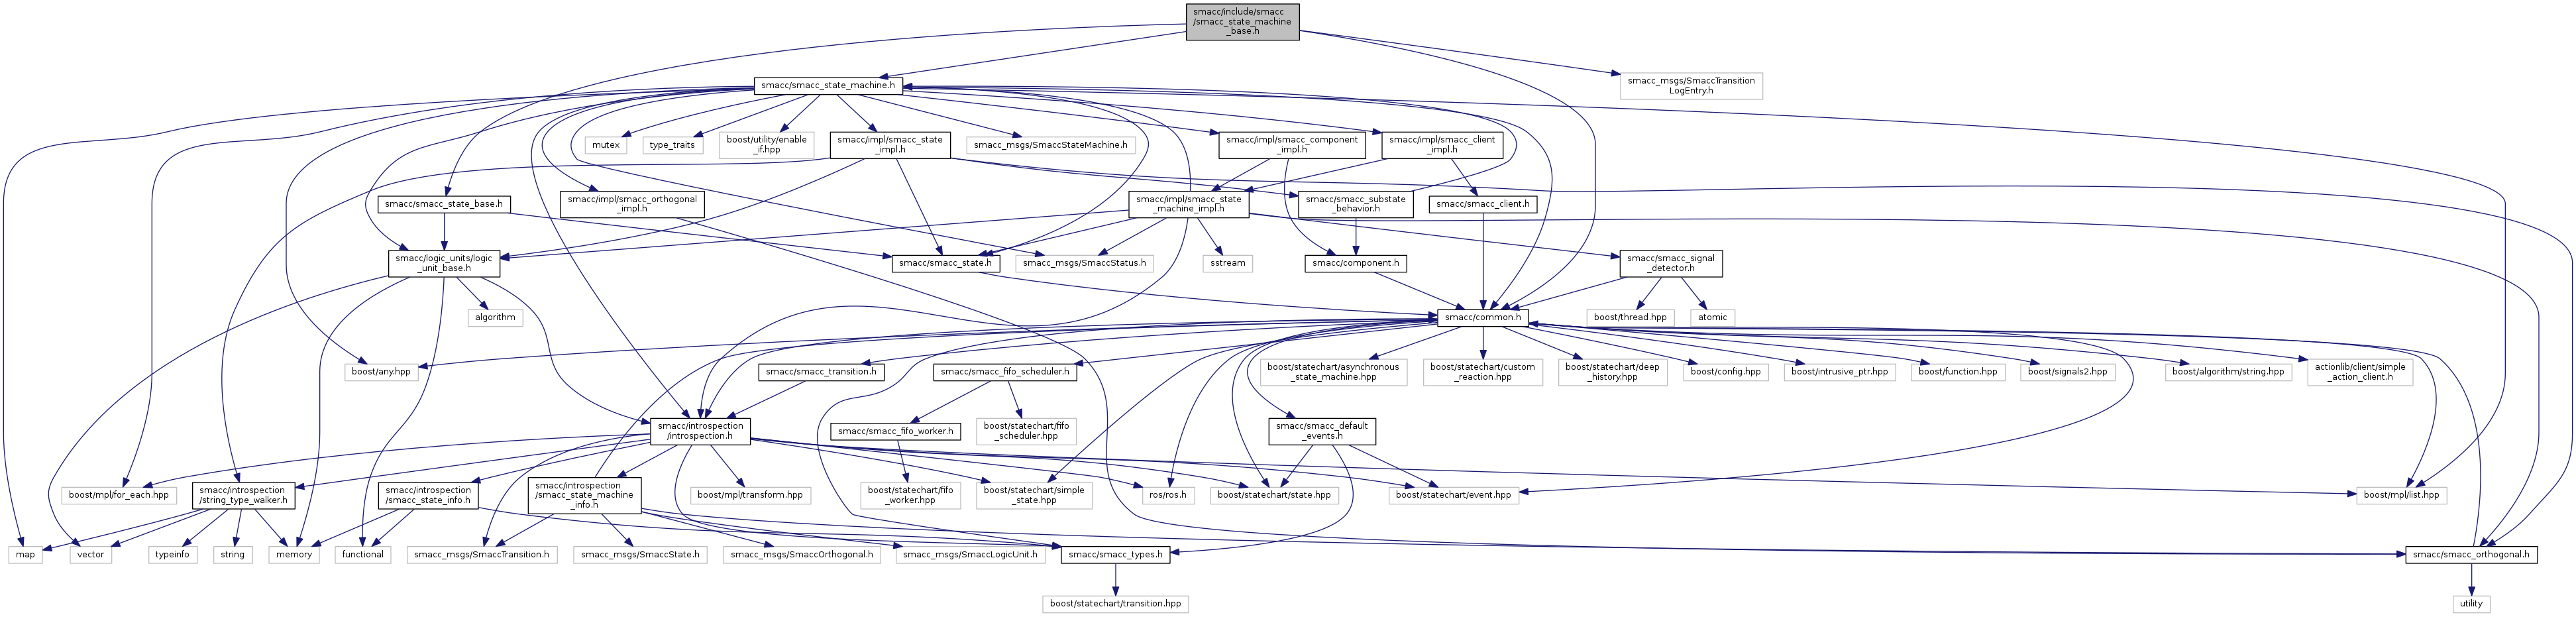 smacc/include/smacc
/smacc_state_machine
_base.h
smacc/smacc_state_machine.h
smacc_msgs/SmaccTransition
LogEntry.h
mutex
type_traits
boost/utility/enable
_if.hpp
smacc/impl/smacc_state
_impl.h
smacc_msgs/SmaccStateMachine.h
smacc/impl/smacc_component
_impl.h
smacc/impl/smacc_client
_impl.h
smacc/smacc_state_base.h
smacc/impl/smacc_orthogonal
_impl.h
smacc/impl/smacc_state
_machine_impl.h
smacc/smacc_substate
_behavior.h
smacc/smacc_client.h
smacc/logic_units/logic
_unit_base.h
smacc/smacc_state.h
smacc_msgs/SmaccStatus.h
sstream
smacc/component.h
smacc/smacc_signal
_detector.h
algorithm
smacc/common.h
boost/thread.hpp
atomic
boost/any.hpp
smacc/smacc_transition.h
smacc/smacc_fifo_scheduler.h
boost/statechart/asynchronous
_state_machine.hpp
boost/statechart/custom
_reaction.hpp
boost/statechart/deep
_history.hpp
boost/config.hpp
boost/intrusive_ptr.hpp
boost/function.hpp
boost/signals2.hpp
boost/algorithm/string.hpp
actionlib/client/simple
_action_client.h
smacc/introspection
/introspection.h
smacc/smacc_fifo_worker.h
boost/statechart/fifo
_scheduler.hpp
smacc/smacc_default
_events.h
boost/mpl/for_each.hpp
smacc/introspection
/string_type_walker.h
smacc/introspection
/smacc_state_info.h
smacc/introspection
/smacc_state_machine
_info.h
boost/mpl/transform.hpp
boost/statechart/fifo
_worker.hpp
boost/statechart/simple
_state.hpp
ros/ros.h
boost/statechart/state.hpp
boost/statechart/event.hpp
boost/mpl/list.hpp
map
vector
typeinfo
string
memory
functional
smacc_msgs/SmaccTransition.h
smacc_msgs/SmaccState.h
smacc_msgs/SmaccOrthogonal.h
smacc_msgs/SmaccLogicUnit.h
smacc/smacc_types.h
smacc/smacc_orthogonal.h
boost/statechart/transition.hpp
utility